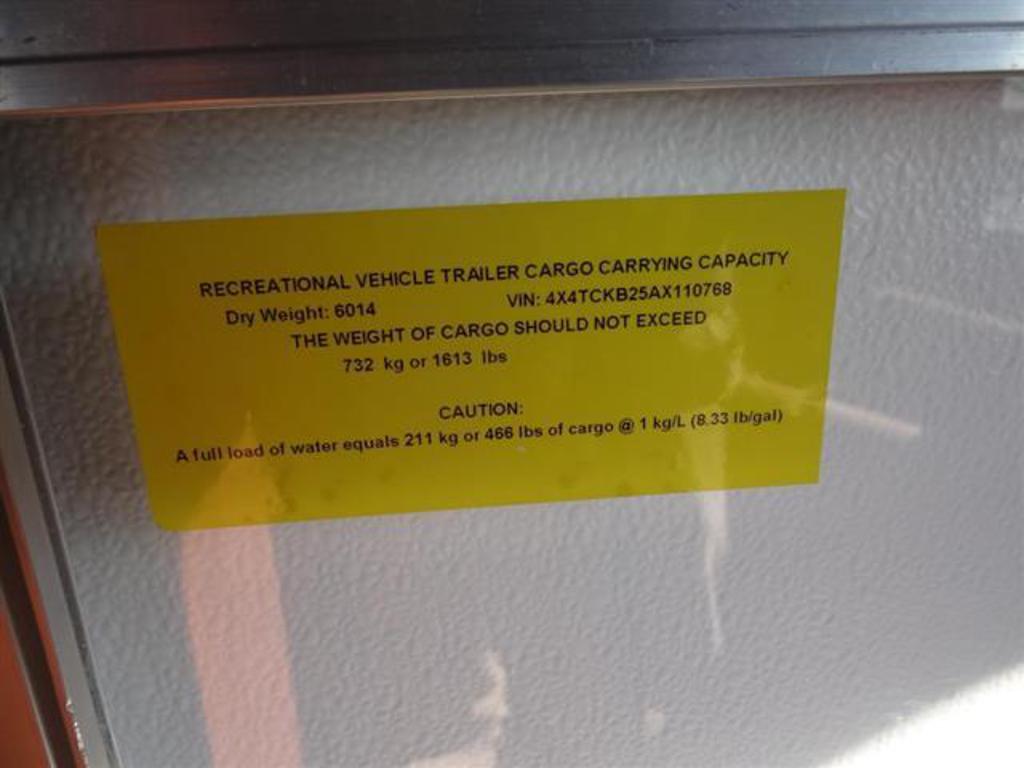 RECREATIONAL VEHICLE TRAILER CARGO CARRYING CAPACITY
Dry Weight: 6014 VIN: 4X4TCKB25AX110768
THE WEIGHT OF CARGO SHOULD NOT EXCEED
732 kg or 1613 lbs
CAUTION:
A full load of water equals 211 kg or 466 lbs of cargo @ 1 kg/L (8.33 lb/gal)